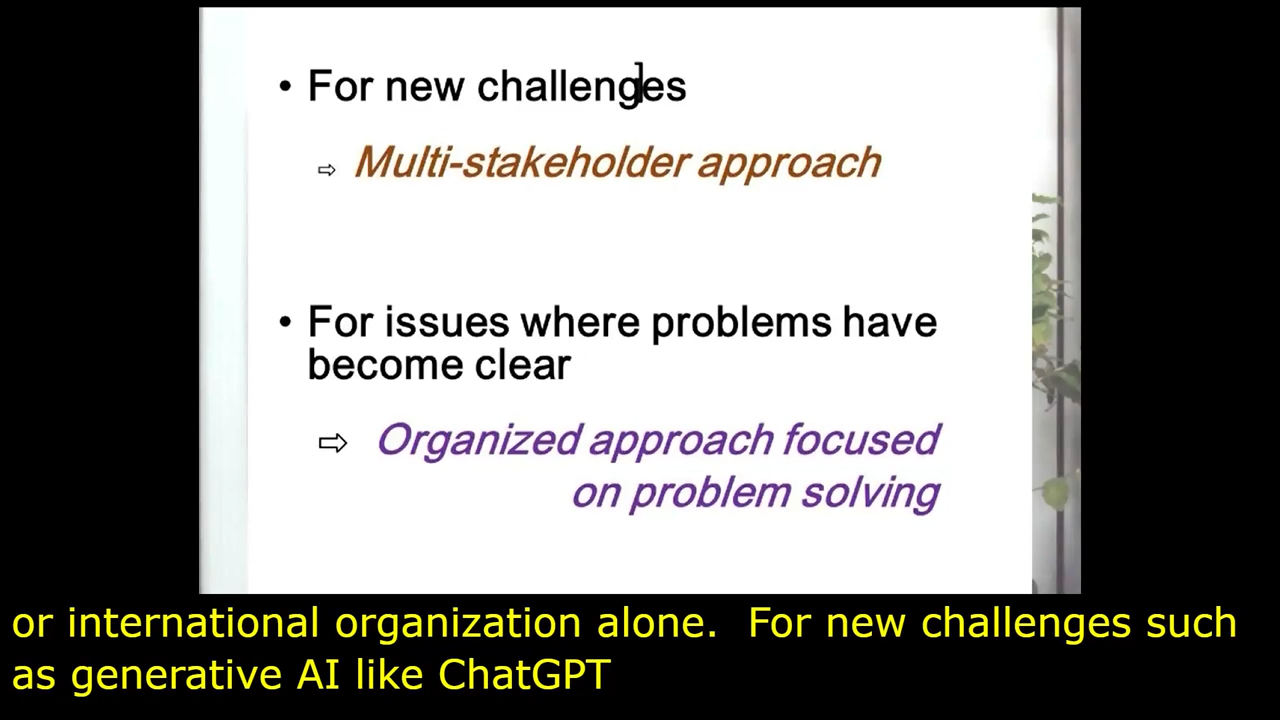 • For new challenges
⇨ Multi-stakeholder approach
• For issues where problems have
become clear
⇨ Organized approach focused
on problem solving
or international organization alone.  For new challenges such
as generative AI like ChatGPT